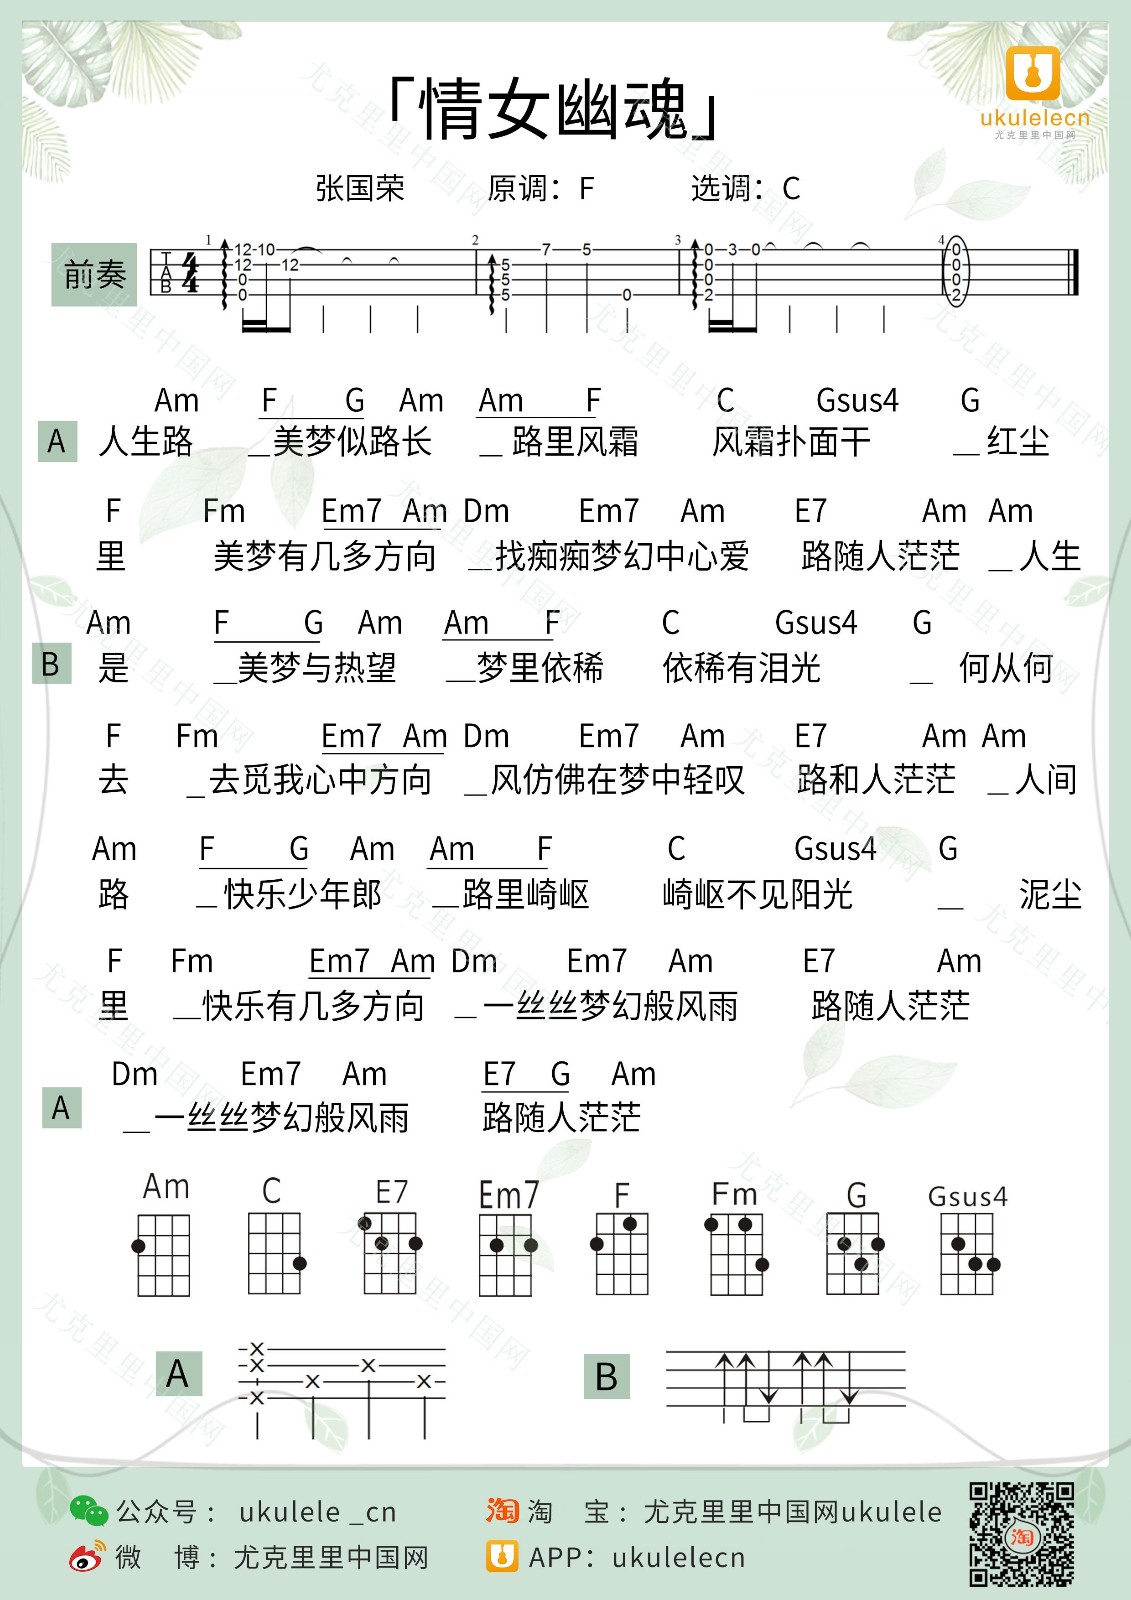 「情女幽魂」
ukulelecn
尤克里里中国网
张国荣 原调：F 选调：C
前奏
1 2 3 4
T A B 4 4
12 10 7 5 0 3 0 0
12 12 5 0 0
0 5 0 0
0 5 0 2 2
Am F G Am Am F C Gsus4 G
A 人生路 _美梦似路长 _ 路里风霜 风霜扑面干 _ 红尘
F Fm Em7 Am Dm Em7 Am E7 Am Am
里 美梦有几多方向 _找痴痴梦幻中心爱 路随人茫茫 _ 人生
Am F G Am Am F C Gsus4 G
B 是 _美梦与热望 _梦里依稀 依稀有泪光 _ 何从何
F Fm Em7 Am Dm Em7 Am E7 Am Am
去 _去觅我心中方向 _风仿佛在梦中轻叹 路和人茫茫 _ 人间
Am F G Am Am F C Gsus4 G
路 _快乐少年郎 _路里崎岖 崎岖不见阳光 _ 泥尘
F Fm Em7 Am Dm Em7 Am E7 Am
里 _快乐有几多方向 _一丝丝梦幻般风雨 路随人茫茫
Dm Em7 Am E7 G Am
A _一丝丝梦幻般风雨 路随人茫茫
Am C E7 Em7 F Fm G Gsus4
A B
公众号： ukulele _cn 淘 淘 宝：尤克里里中国网ukulele
微 博：尤克里里中国网 APP：ukulelecn
淘